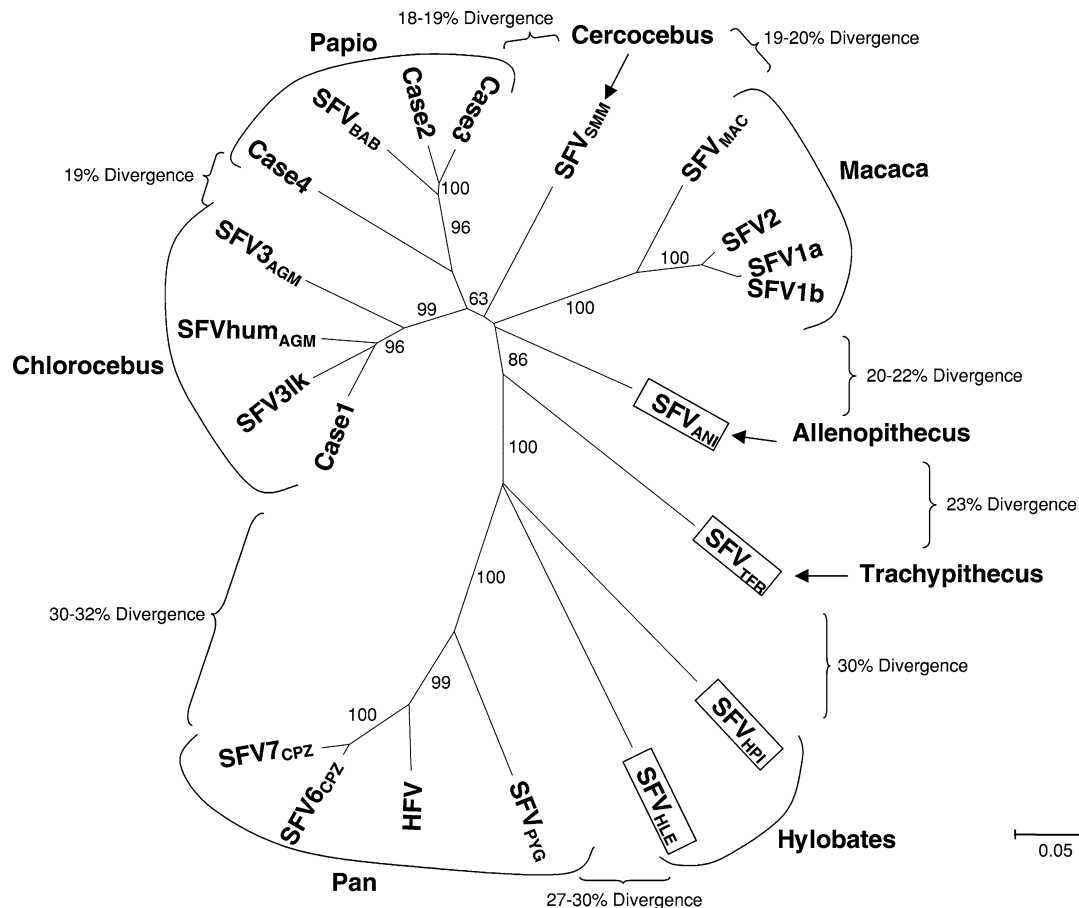 18-19% Divergence
Cercocebus
19-20% Divergence
Papio
Case2
Case3
SFVBAB
SFVSMM
SFVMAC
Case4
Macaca
19% Divergence
100
96
SFV2
SFV1a
SFV1b
100
SFV3AGM
63
99
100
SFVhumAGM
96
Chlorocebus
86
20-22% Divergence
SFV3lk
SFVANI
Allenopithecus
Case1
100
23% Divergence
SFVTFR
Trachypithecus
100
30-32% Divergence
30% Divergence
99
100
SFVHPI
SFV7CPZ
SFV6CPZ
HFV
SFVPYG
SFVHLE
Hylobates
0.05
Pan
27-30% Divergence